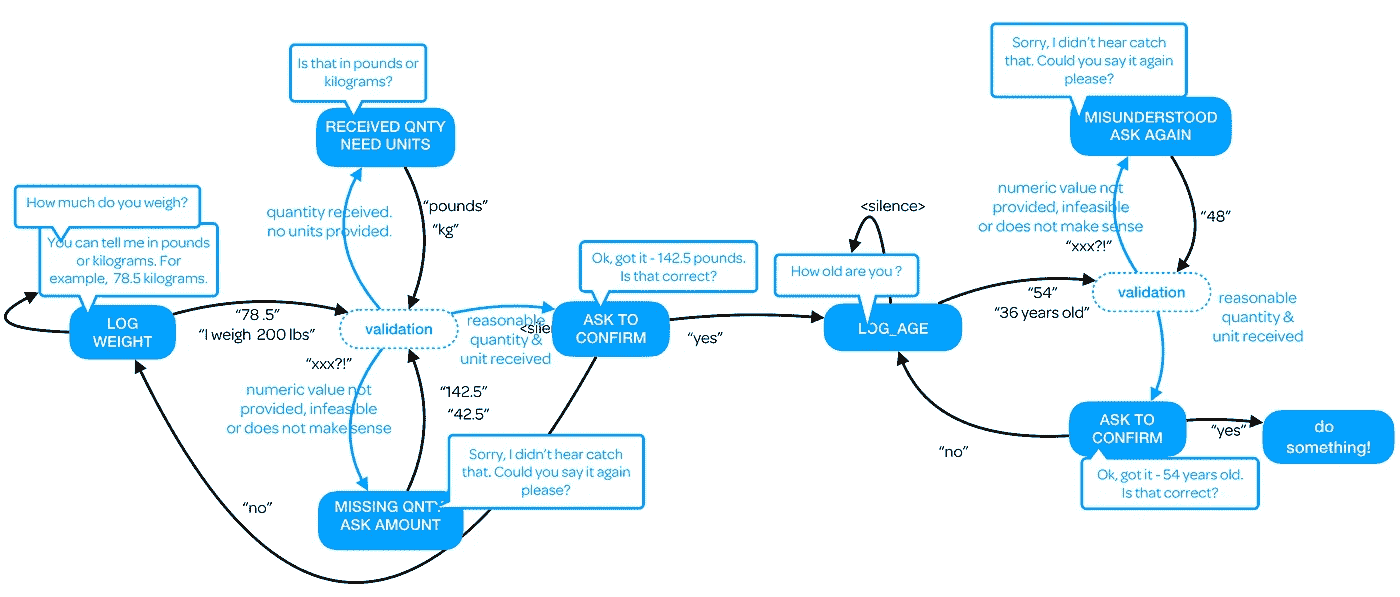 Is that in pounds or
kilograms?
RECEIVED QNTY
NEED UNITS
How much do you weigh?
You can tell me in pounds
or kilograms. For
example, 78.5 kilograms.
LOG
WEIGHT
quantity received.
no units provided.
“pounds”
“kg”
“78 .5”
“I weigh 200 lbs”
validation
“xxx?!”
numeric value not
provided, infeasible
or does not make sense
“142.5”
“42.5”
Sorry, I didn’t hear catch
that. Could you say it again
please?
MISSING QNTY
ASK AMOUNT
“no”
reasonable
quantity &
unit received
Ok, got it - 142.5 pounds.
Is that correct?
ASK TO
CONFIRM
“yes”
<silence>
How old are you ?
LOG_AGE
“54”
“36 years old”
Sorry, I didn’t hear catch
that. Could you say it again
please?
MISUNDERSTOOD
ASK AGAIN
numeric value not
provided, infeasible
or does not make sense
“xxx?!”
“48”
validation
reasonable
quantity &
unit received
ASK TO
CONFIRM
“no”
“yes”
Ok, got it - 54 years old.
Is that correct?
do
something!